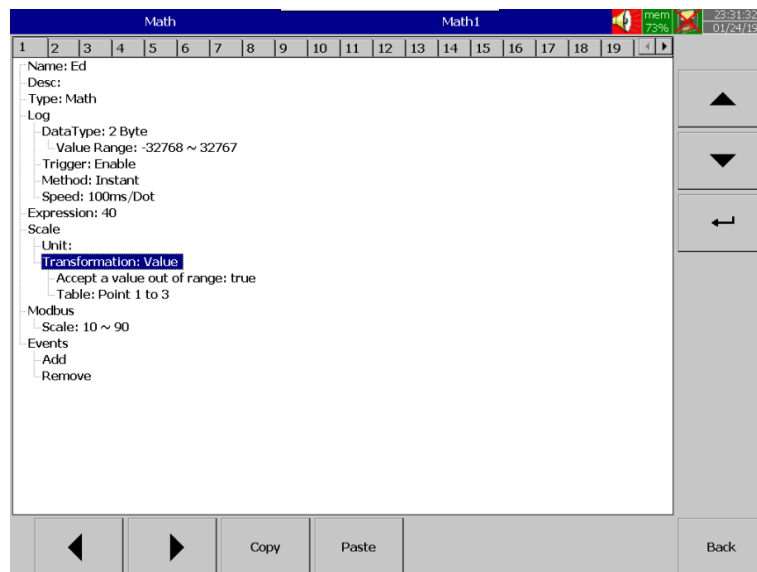 Math Math1 mem 73% 23:31:32 01/24/19
1 2 3 4 5 6 7 8 9 10 11 12 13 14 15 16 17 18 19
Name: Ed
Desc:
Type: Math
Log
DataType: 2 Byte
Value Range: -32768 ~ 32767
Trigger: Enable
Method: Instant
Speed: 100ms/Dot
Expression: 40
Scale
Unit:
Transformation: Value
Accept a value out of range: true
Table: Point 1 to 3
Modbus
Scale: 10 ~ 90
Events
Add
Remove
Copy Paste Back